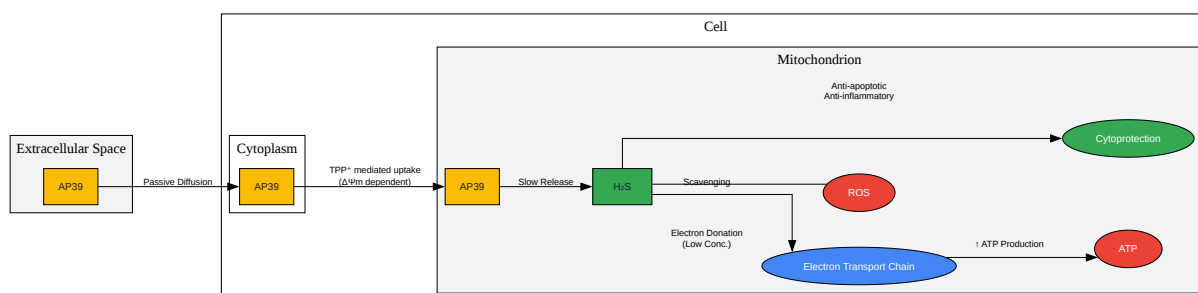 Cell
Mitochondrion
Anti-apoptotic
Anti-inflammatory
Extracellular Space
Cytoplasm
Cytoprotection
AP39
Passive Diffusion
AP39
TPP⁺ mediated uptake
(ΔΨm dependent)
AP39
Slow Release
H₂S
Scavenging
ROS
Electron Donation
(Low Conc.)
Electron Transport Chain
↑ ATP Production
ATP